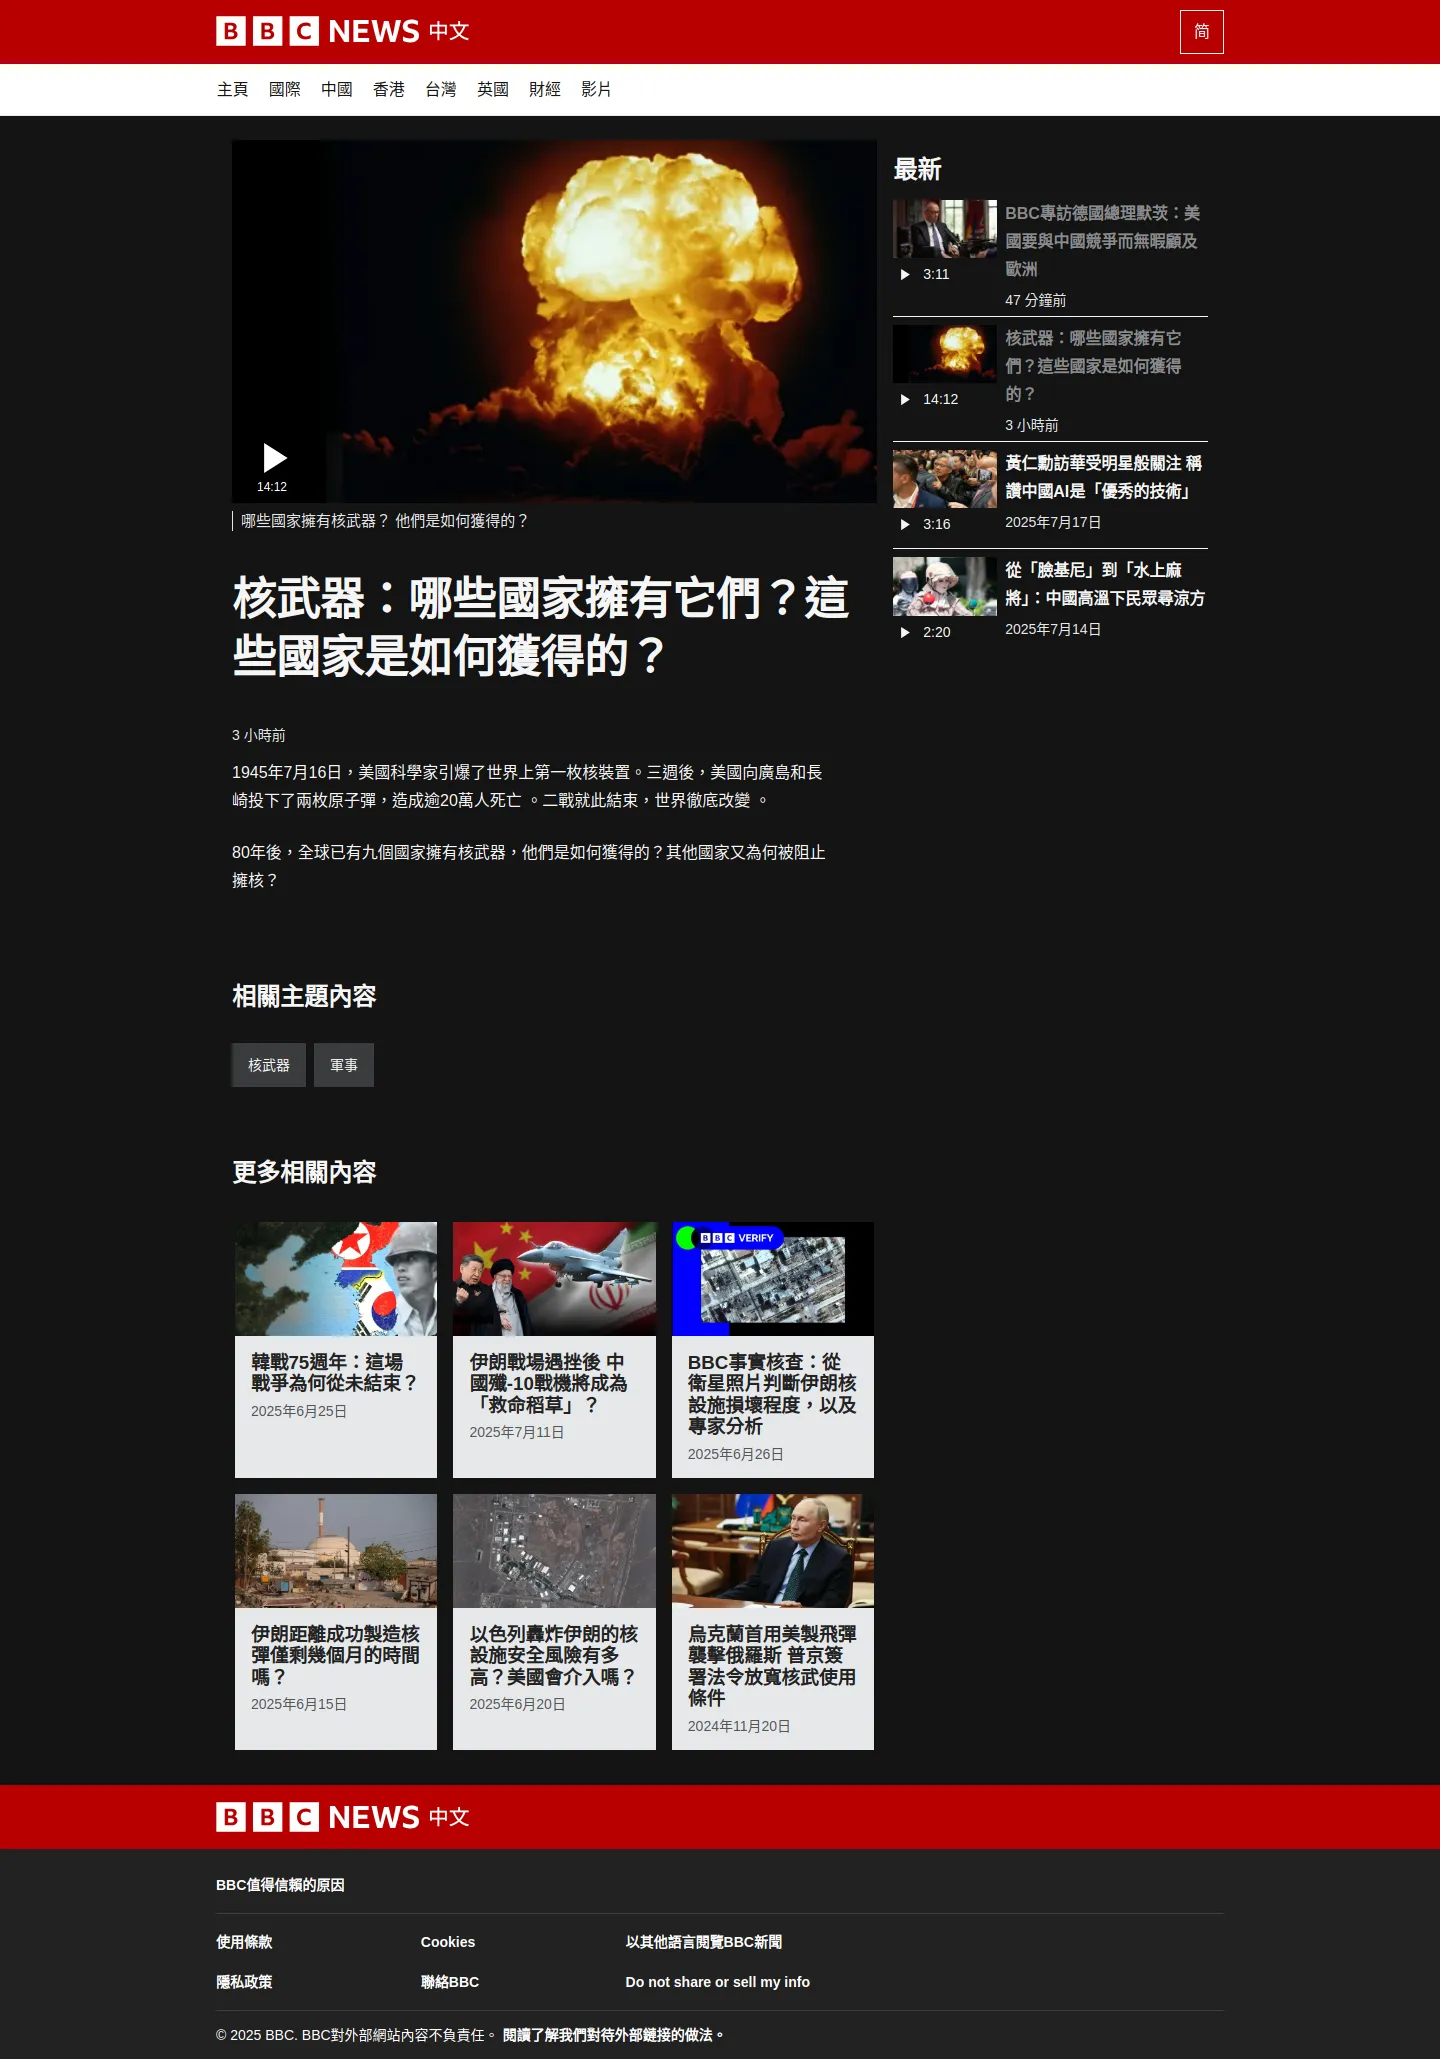 BBC NEWS 中文
简
主頁 國際 中國 香港 台灣 英國 財經 影片
14:12
哪些國家擁有核武器？ 他們是如何獲得的？
核武器：哪些國家擁有它們？這
些國家是如何獲得的？
3 小時前
1945年7月16日，美國科學家引爆了世界上第一枚核裝置。三週後，美國向廣島和長
崎投下了兩枚原子彈，造成逾20萬人死亡 。二戰就此結束，世界徹底改變 。
80年後，全球已有九個國家擁有核武器，他們是如何獲得的？其他國家又為何被阻止
擁核？
最新
BBC專訪德國總理默茨：美
國要與中國競爭而無暇顧及
歐洲
3:11
47 分鐘前
核武器：哪些國家擁有它
們？這些國家是如何獲得
的？
14:12
3 小時前
黃仁勳訪華受明星般關注 稱
讚中國AI是「優秀的技術」
3:16
2025年7月17日
從「臉基尼」到「水上麻
將」：中國高溫下民眾尋涼方
2:20
2025年7月14日
相關主題內容
核武器 軍事
更多相關內容
韓戰75週年：這場
戰爭為何從未結束？
2025年6月25日
伊朗戰場遇挫後 中
國殲-10戰機將成為
「救命稻草」？
2025年7月11日
BBC VERIFY
BBC事實核查：從
衛星照片判斷伊朗核
設施損壞程度，以及
專家分析
2025年6月26日
伊朗距離成功製造核
彈僅剩幾個月的時間
嗎？
2025年6月15日
以色列轟炸伊朗的核
設施安全風險有多
高？美國會介入嗎？
2025年6月20日
烏克蘭首用美製飛彈
襲擊俄羅斯 普京簽
署法令放寬核武使用
條件
2024年11月20日
BBC NEWS 中文
BBC值得信賴的原因
使用條款 Cookies 以其他語言閱覽BBC新聞
隱私政策 聯絡BBC Do not share or sell my info
© 2025 BBC. BBC對外部網站內容不負責任。 閱讀了解我們對待外部鏈接的做法。